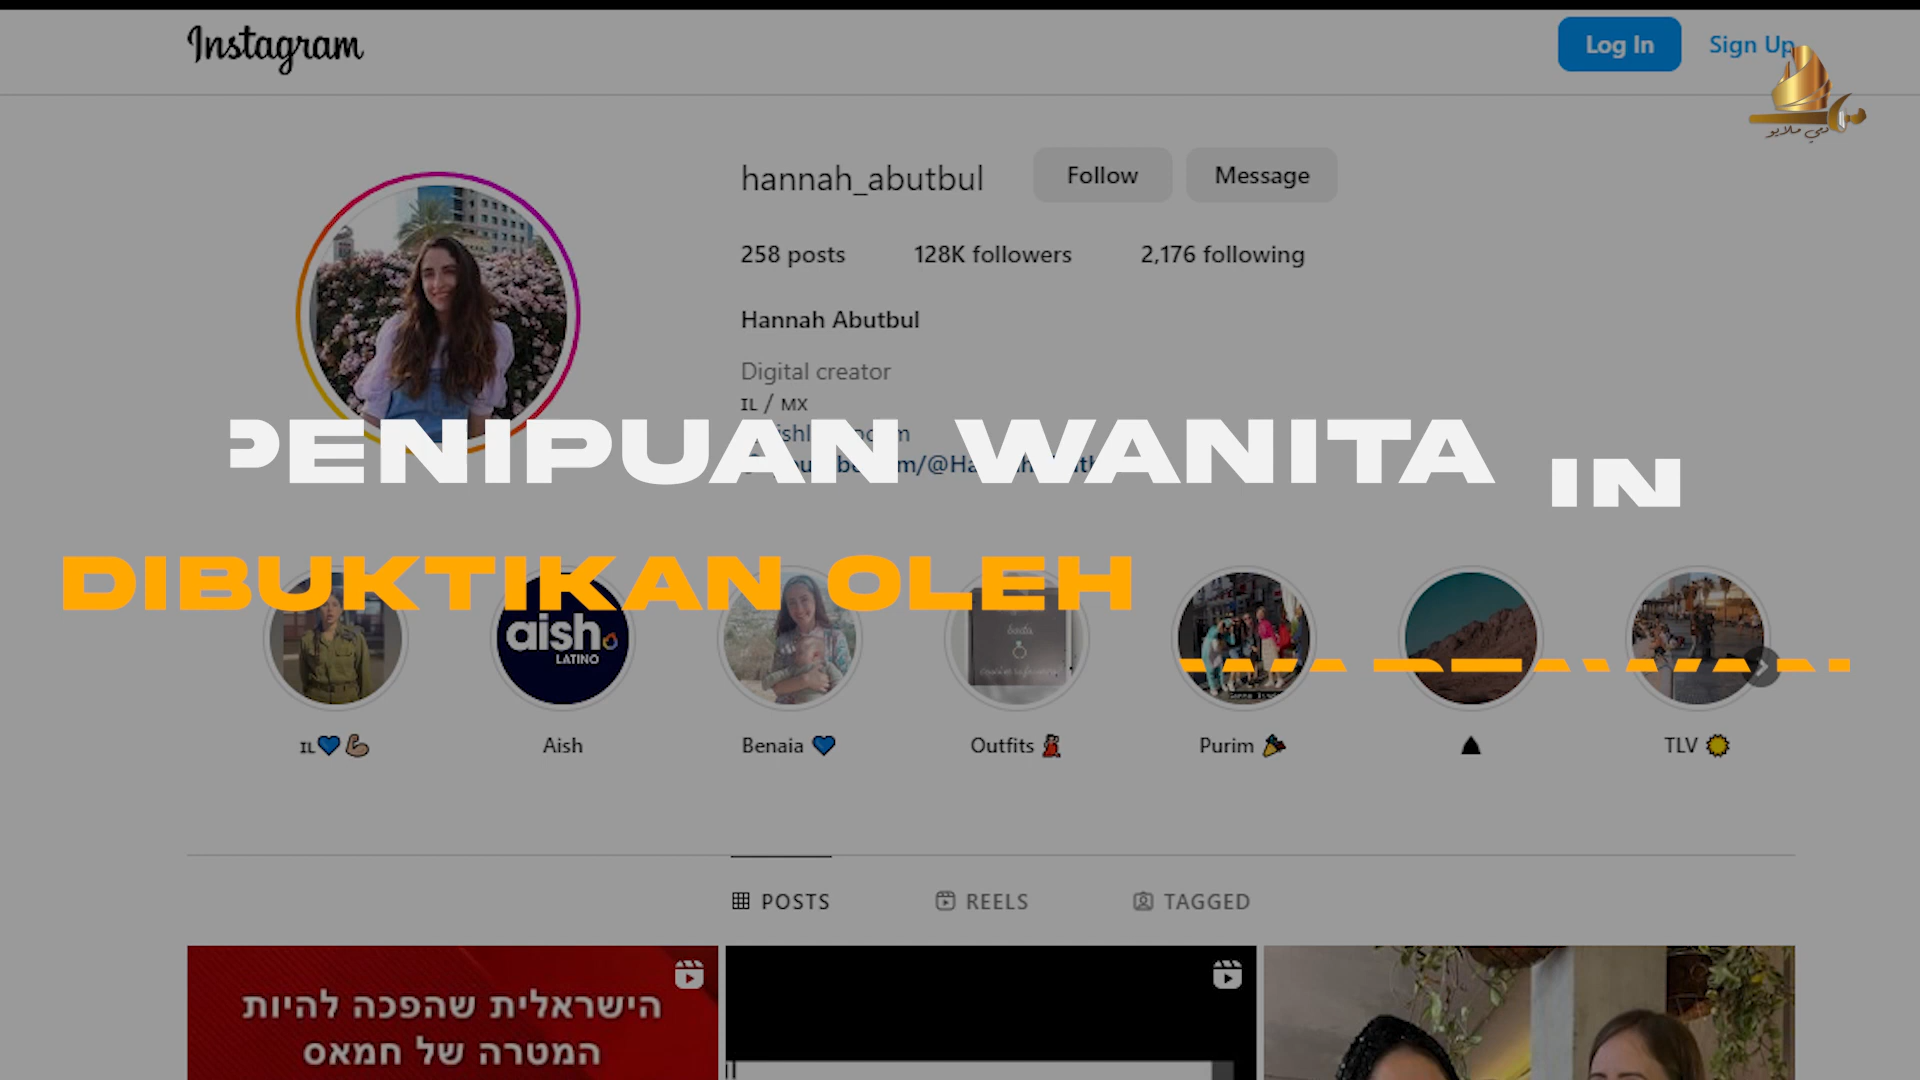 Instagram
Log In
Sign Up
دمي ملايو
hannah_abutbul
Follow
Message
258 posts
128K followers
2,176 following
Hannah Abutbul
Digital creator
IL / MX
PENIPUAN WANITA IN
DIBUKTIKAN OLEH
aish
LATINO
IL💙💪🏼
Aish
Benaia 💙
Outfits 💃
Purim 🎉
TLV
POSTS
REELS
TAGGED
הישראלית שהפכה להיות
המטרה של חמאס